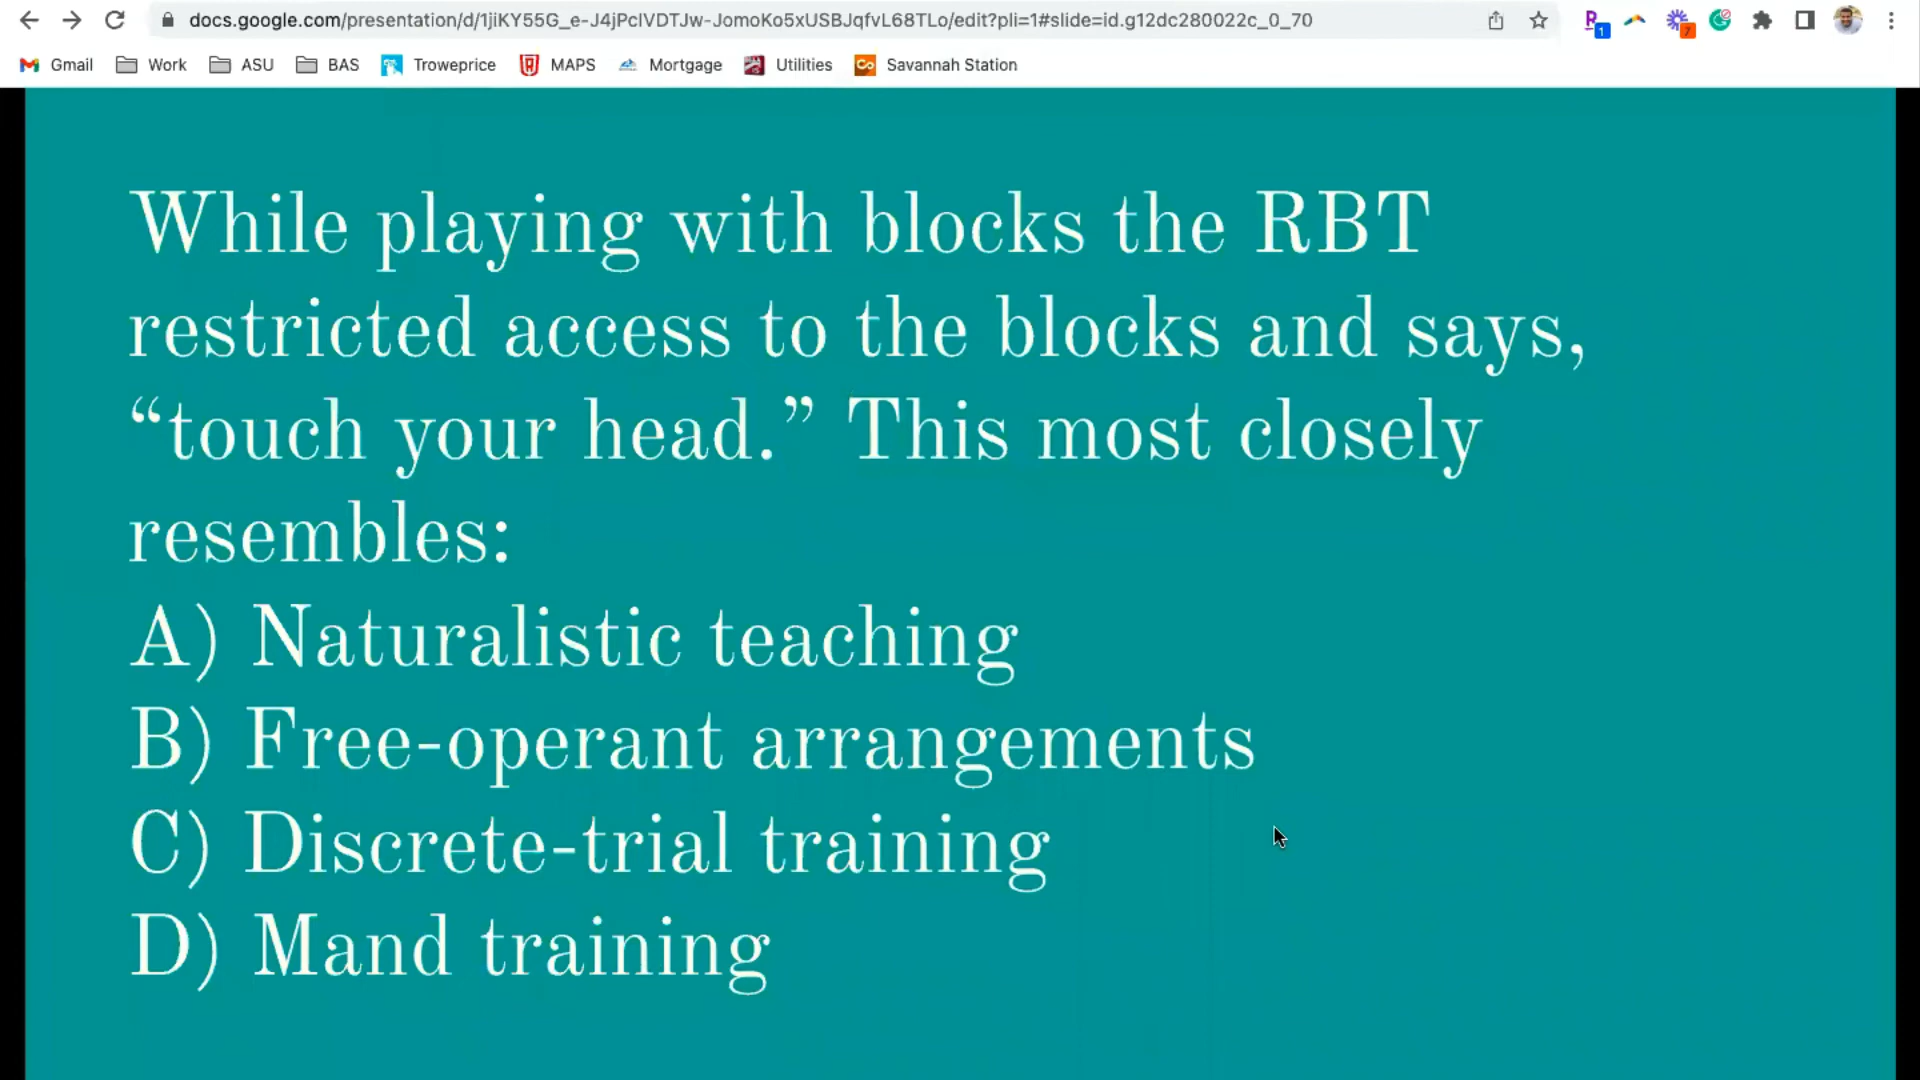 docs.google.com/presentation/d/1jiKY55G_e-J4jPclVDTJw-JomoKo5xUSBJqfvL68TLo/edit?pli=1#slide=id.g12dc280022c_0_70
1
7
Gmail Work ASU BAS Troweprice MAPS Mortgage Utilities Savannah Station
While playing with blocks the RBT
restricted access to the blocks and says,
“touch your head.” This most closely
resembles:
A) Naturalistic teaching
B) Free-operant arrangements
C) Discrete-trial training
D) Mand training